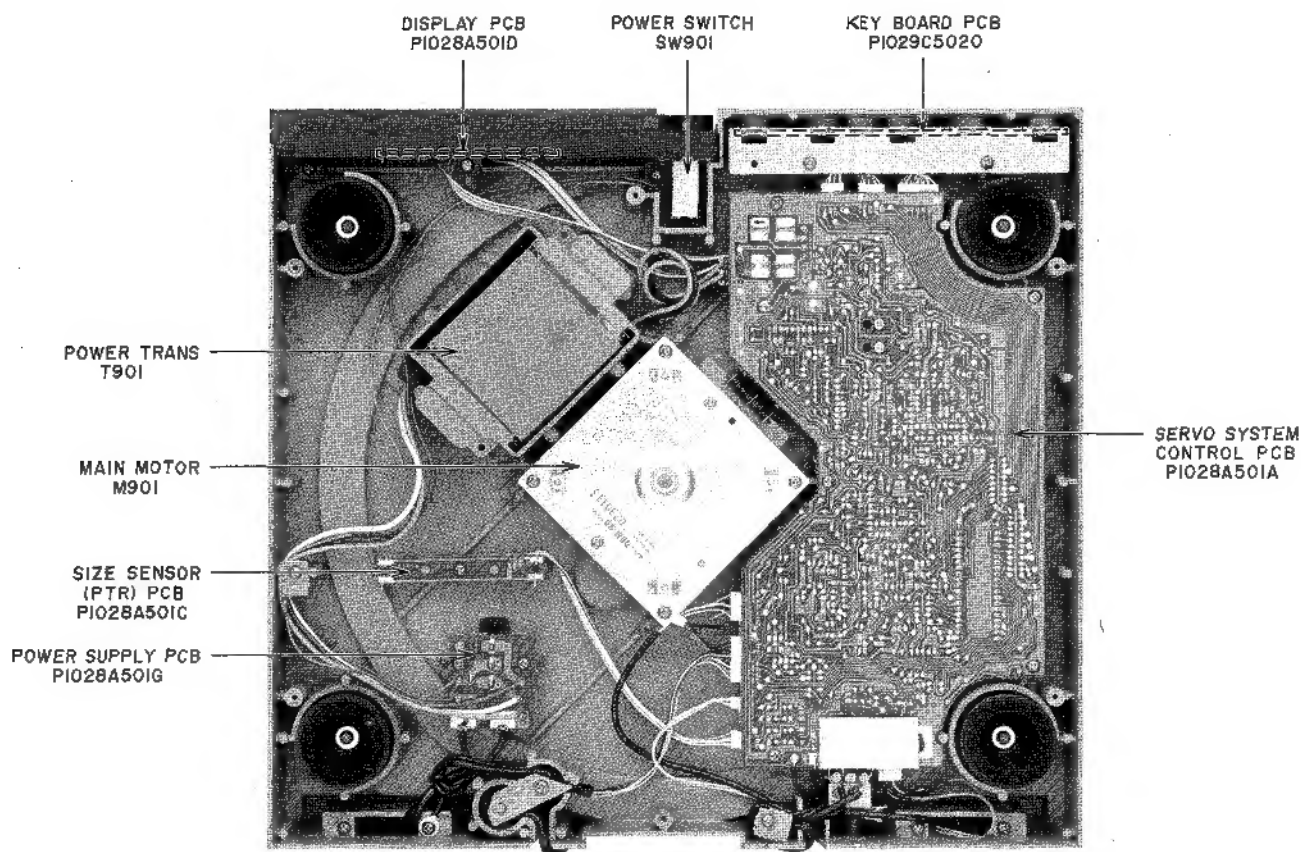 DISPLAY PCB
P1028A501D
POWER SWITCH
SW901
KEY BOARD PCB
P1029C5020
POWER TRANS
T901
MAIN MOTOR
M901
SIZE SENSOR
(PTR) PCB
P1028A501C
POWER SUPPLY PCB
P1028A501G
SERVO SYSTEM
CONTROL PCB
P1028A501A